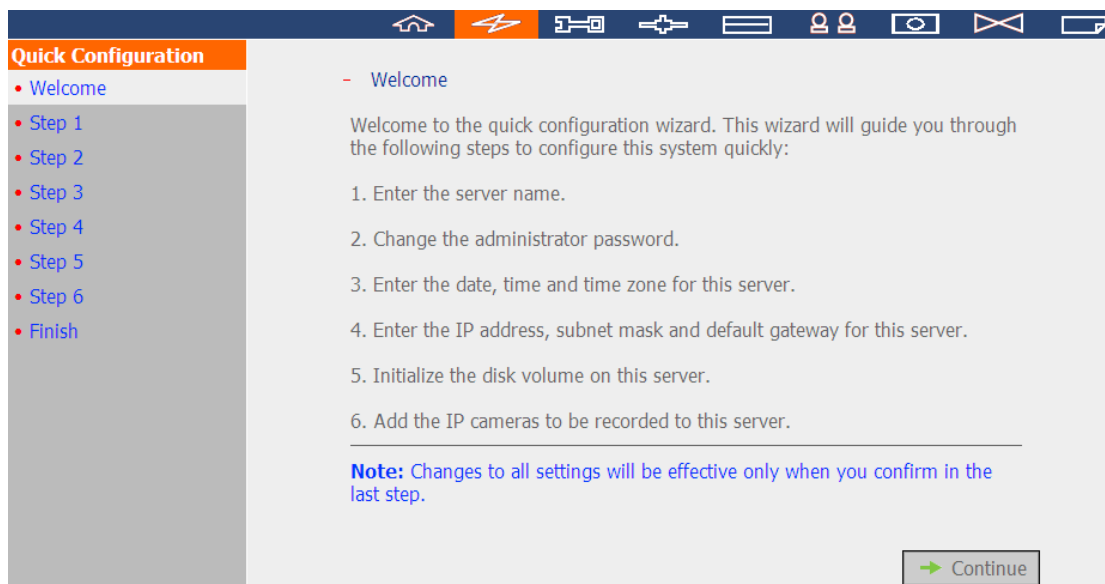 Quick Configuration
• Welcome
• Step 1
• Step 2
• Step 3
• Step 4
• Step 5
• Step 6
• Finish
- Welcome
Welcome to the quick configuration wizard. This wizard will guide you through
the following steps to configure this system quickly:
1. Enter the server name.
2. Change the administrator password.
3. Enter the date, time and time zone for this server.
4. Enter the IP address, subnet mask and default gateway for this server.
5. Initialize the disk volume on this server.
6. Add the IP cameras to be recorded to this server.
Note: Changes to all settings will be effective only when you confirm in the
last step.
Continue